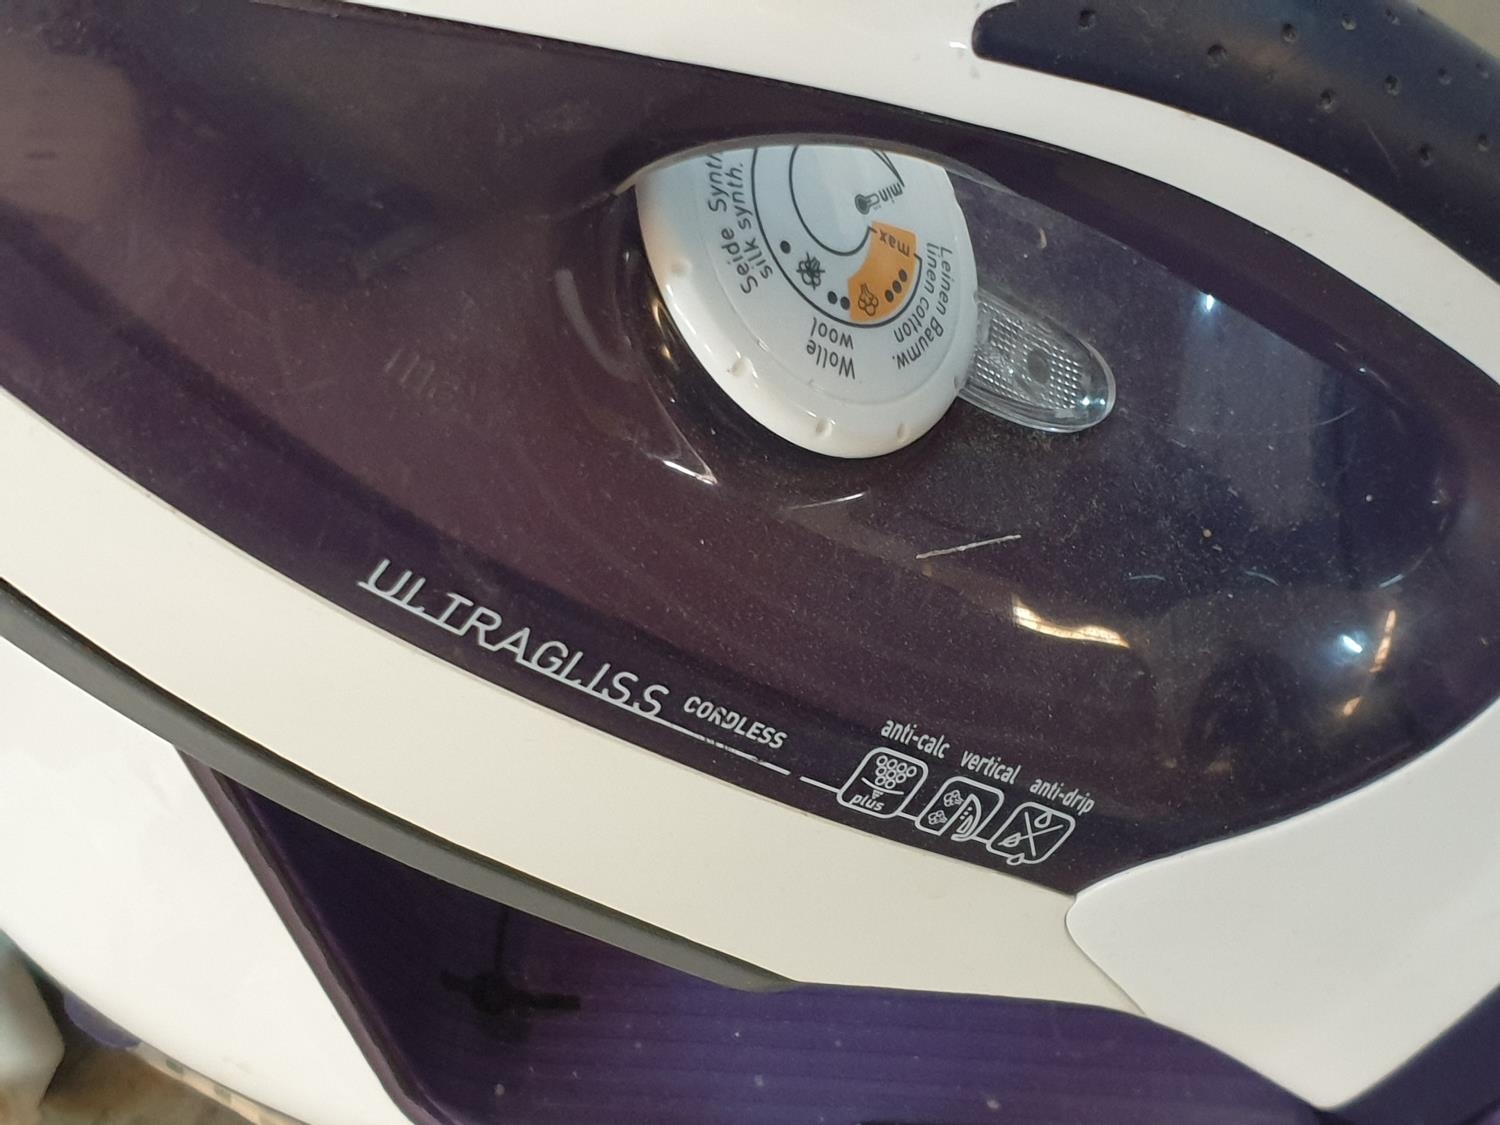 Seide
silk synth.
Wolle
wool
Leinen Baumw.
linen cotton
min
max
ULTRAGLISS CORDLESS
anti-calc vertical anti-drip
plus